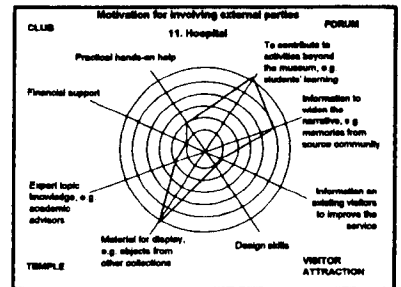 Motivation for involving external parties
CLUB
FORUM
11. Hospital
Practical hands-on help
To contribute to
activities beyond
the museum, e.g.
students' learning
Financial support
Information to
widen the
narrative, e.g
memories from
source community
Expert topic
knowledge, e.g.
academic
advisors
Information on
existing visitors
to improve the
service
Material for display,
e.g. objects from
other collections
Design skills
TEMPLE
VISITOR
ATTRACTION